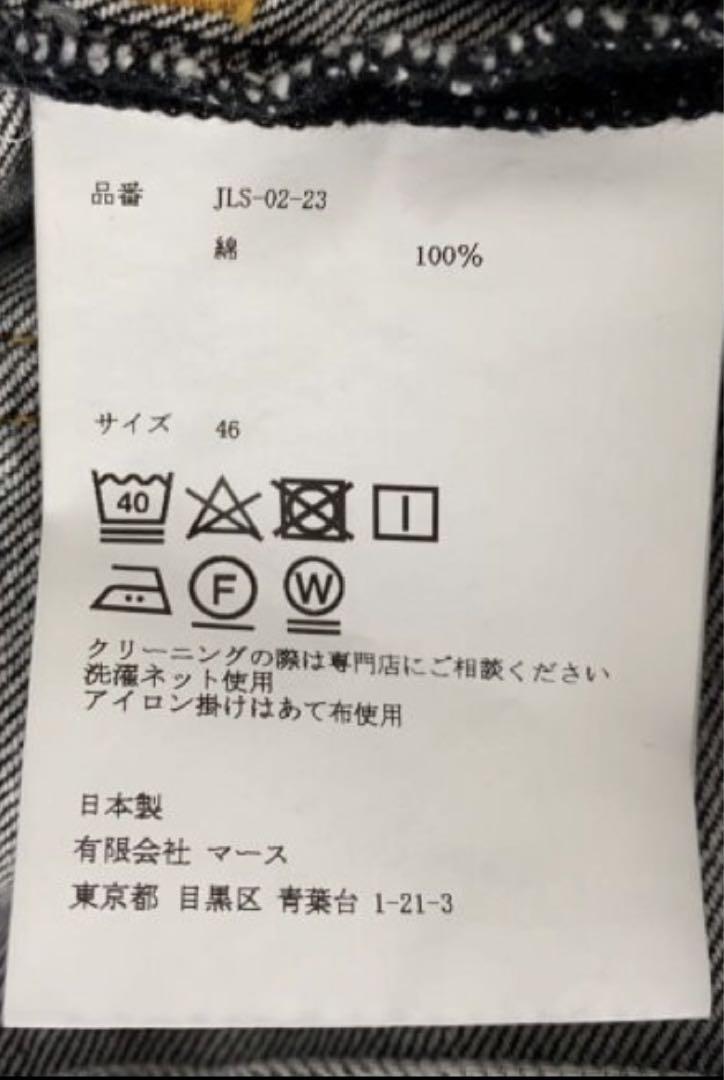 品番 JLS-02-23
綿 100%
サイズ 46
40
F W
クリーニングの際は専門店にご相談ください
洗濯ネット使用
アイロン掛けはあて布使用
日本製
有限会社 マース
東京都 目黒区 青葉台 1-21-3